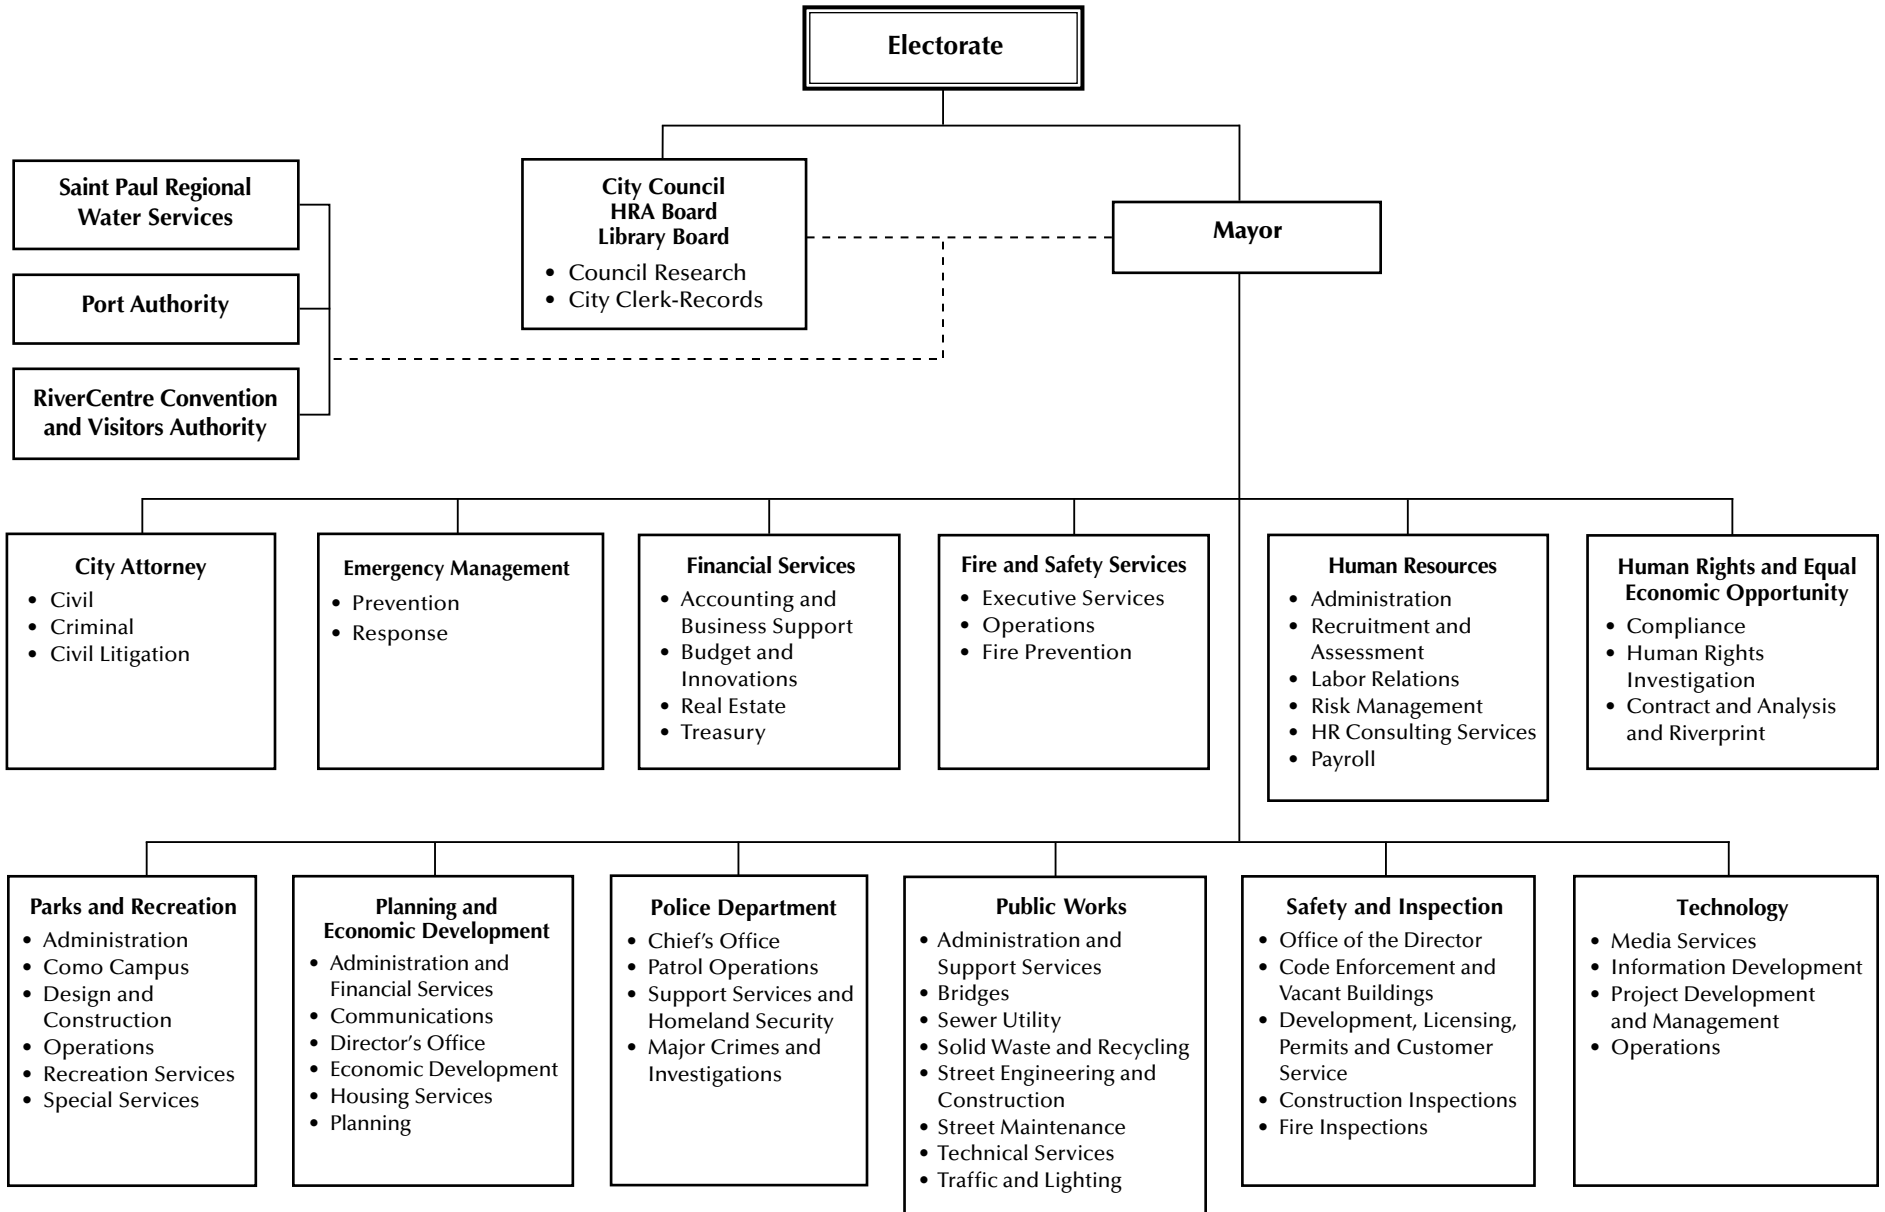 Electorate
Saint Paul Regional
Water Services
Port Authority
RiverCentre Convention
and Visitors Authority
City Council
HRA Board
Library Board
• Council Research
• City Clerk-Records
Mayor
City Attorney
• Civil
• Criminal
• Civil Litigation
Emergency Management
• Prevention
• Response
Financial Services
• Accounting and
Business Support
• Budget and
Innovations
• Real Estate
• Treasury
Fire and Safety Services
• Executive Services
• Operations
• Fire Prevention
Human Resources
• Administration
• Recruitment and
Assessment
• Labor Relations
• Risk Management
• HR Consulting Services
• Payroll
Human Rights and Equal
Economic Opportunity
• Compliance
• Human Rights
Investigation
• Contract and Analysis
and Riverprint
Parks and Recreation
• Administration
• Como Campus
• Design and
Construction
• Operations
• Recreation Services
• Special Services
Planning and
Economic Development
• Administration and
Financial Services
• Communications
• Director’s Office
• Economic Development
• Housing Services
• Planning
Police Department
• Chief’s Office
• Patrol Operations
• Support Services and
Homeland Security
• Major Crimes and
Investigations
Public Works
• Administration and
Support Services
• Bridges
• Sewer Utility
• Solid Waste and Recycling
• Street Engineering and
Construction
• Street Maintenance
• Technical Services
• Traffic and Lighting
Safety and Inspection
• Office of the Director
• Code Enforcement and
Vacant Buildings
• Development, Licensing,
Permits and Customer
Service
• Construction Inspections
• Fire Inspections
Technology
• Media Services
• Information Development
• Project Development
and Management
• Operations